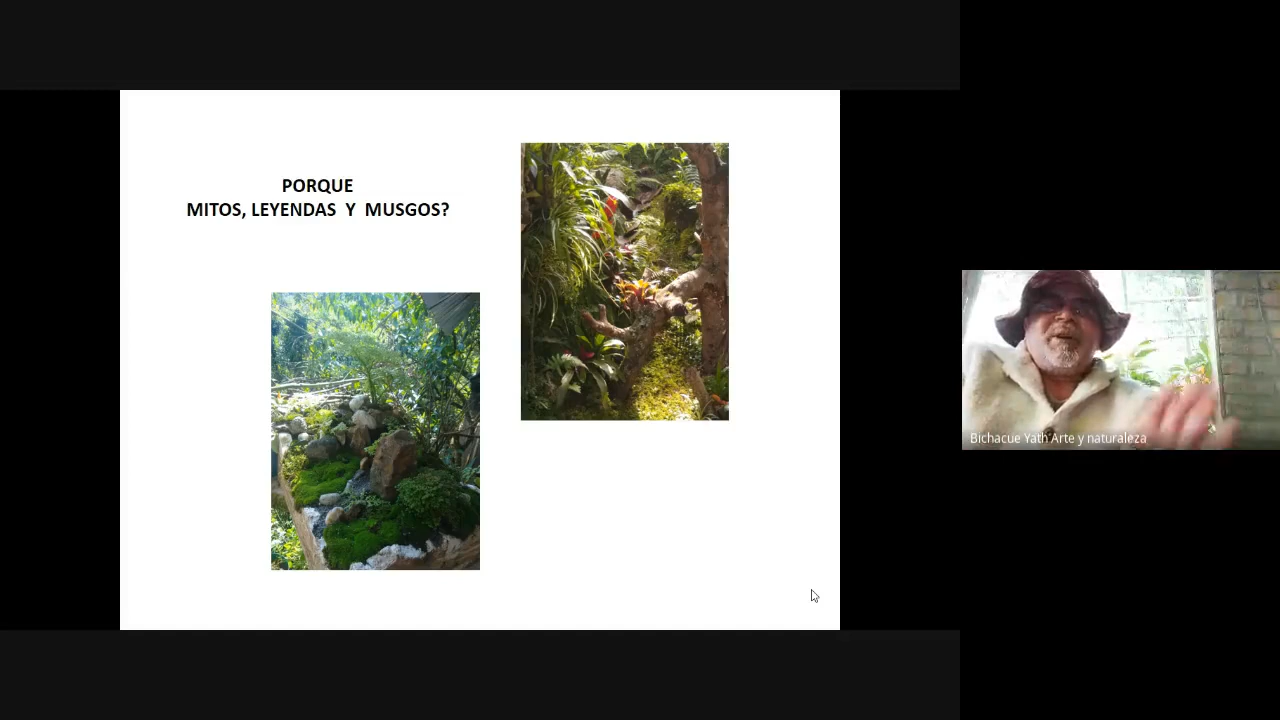 PORQUE
MITOS, LEYENDAS Y MUSGOS?
Bichacue Yath Arte y naturaleza